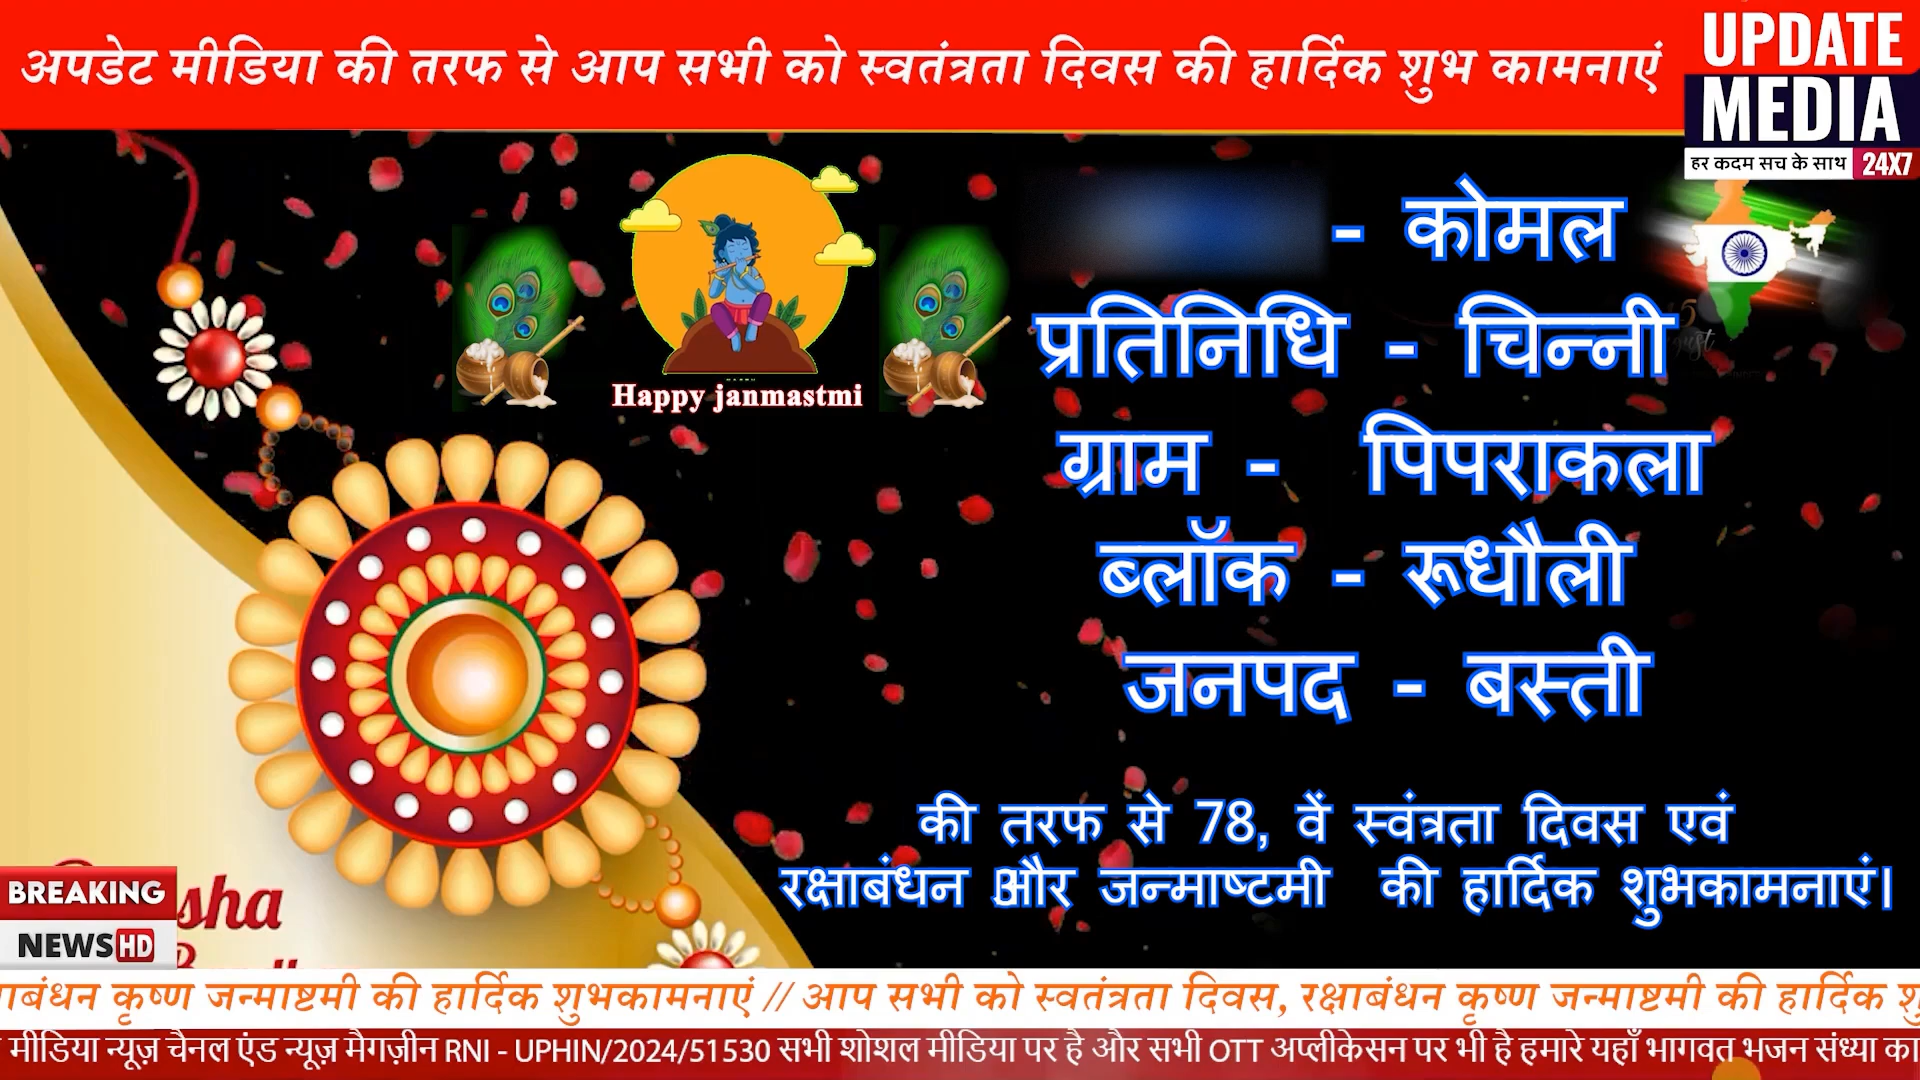 अपडेट मीडिया की तरफ से आप सभी को स्वतंत्रता दिवस की हार्दिक शुभ कामनाएं
UPDATE
MEDIA
हर कदम सच के साथ 24X7
- कोमल
प्रतिनिधि - चिन्नी
ग्राम - पिपराकला
ब्लॉक - रूधौली
जनपद - बस्ती
Happy janmastmi
की तरफ से 78, वें स्वंत्रता दिवस एवं
रक्षाबंधन और जन्माष्टमी की हार्दिक शुभकामनाएं।
BREAKING
NEWS HD
कृष्ण जन्माष्टमी की हार्दिक शुभकामनाएं // आप सभी को स्वतंत्रता दिवस, रक्षाबंधन कृष्ण जन्माष्टमी की हार्दिक
मीडिया न्यूज़ चैनल एंड न्यूज़ मैगज़ीन RNI - UPHIN/2024/51530 सभी शोशल मीडिया पर है और सभी OTT अप्लीकेसन पर भी है हमारे यहाँ भागवत भजन संध्या का